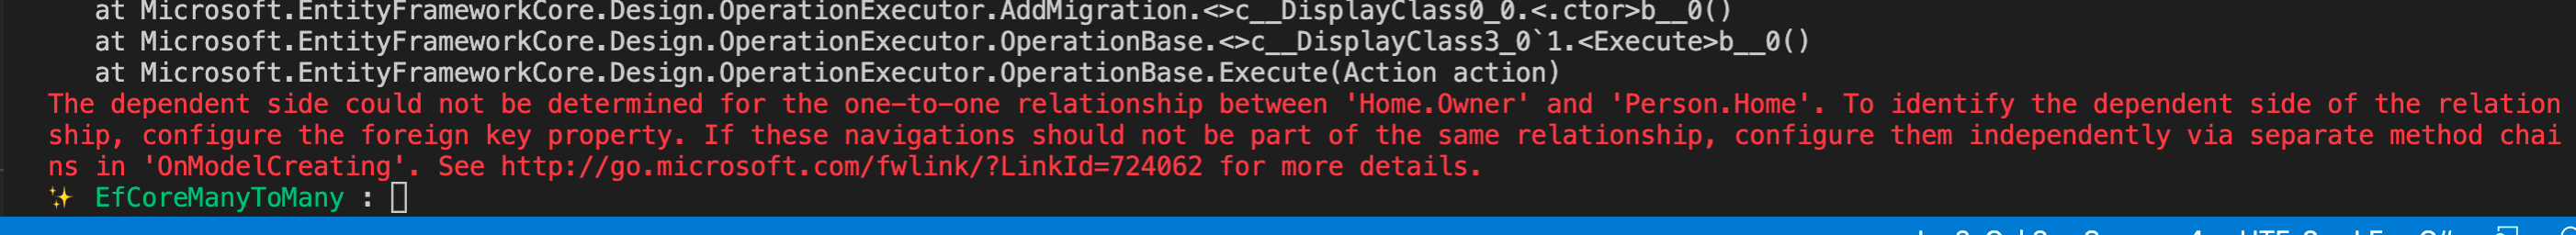 at Microsoft.EntityFrameworkCore.Design.OperationExecutor.AddMigration.<>c__DisplayClass0_0.<.ctor>b__0()
at Microsoft.EntityFrameworkCore.Design.OperationExecutor.OperationBase.<>c__DisplayClass3_0`1.<Execute>b__0()
at Microsoft.EntityFrameworkCore.Design.OperationExecutor.OperationBase.Execute(Action action)
The dependent side could not be determined for the one-to-one relationship between 'Home.Owner' and 'Person.Home'. To identify the dependent side of the relation
ship, configure the foreign key property. If these navigations should not be part of the same relationship, configure them independently via separate method chai
ns in 'OnModelCreating'. See http://go.microsoft.com/fwlink/?LinkId=724062 for more details.
✨ EfCoreManyToMany :